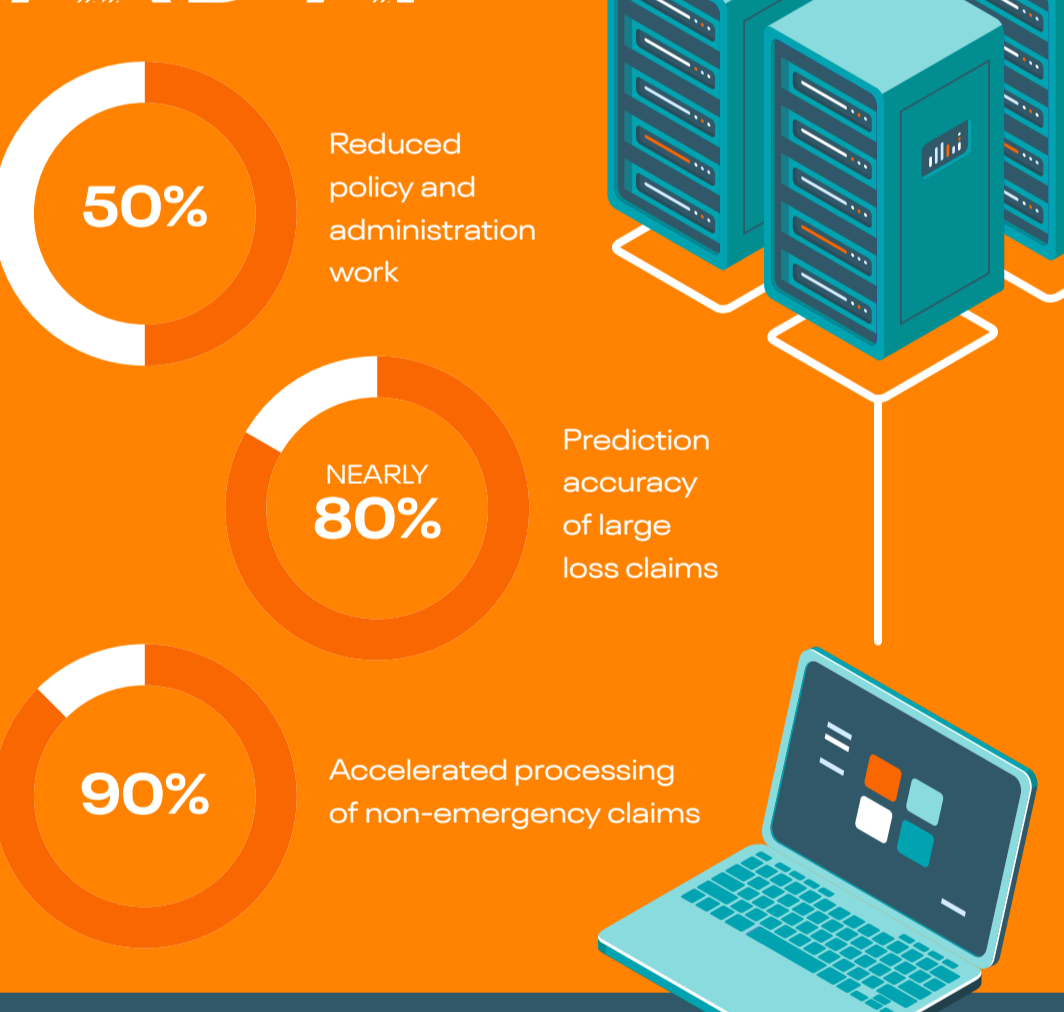 50%
Reduced
policy and
administration
work
NEARLY
80%
Prediction
accuracy
of large
loss claims
90%
Accelerated processing
of non-emergency claims